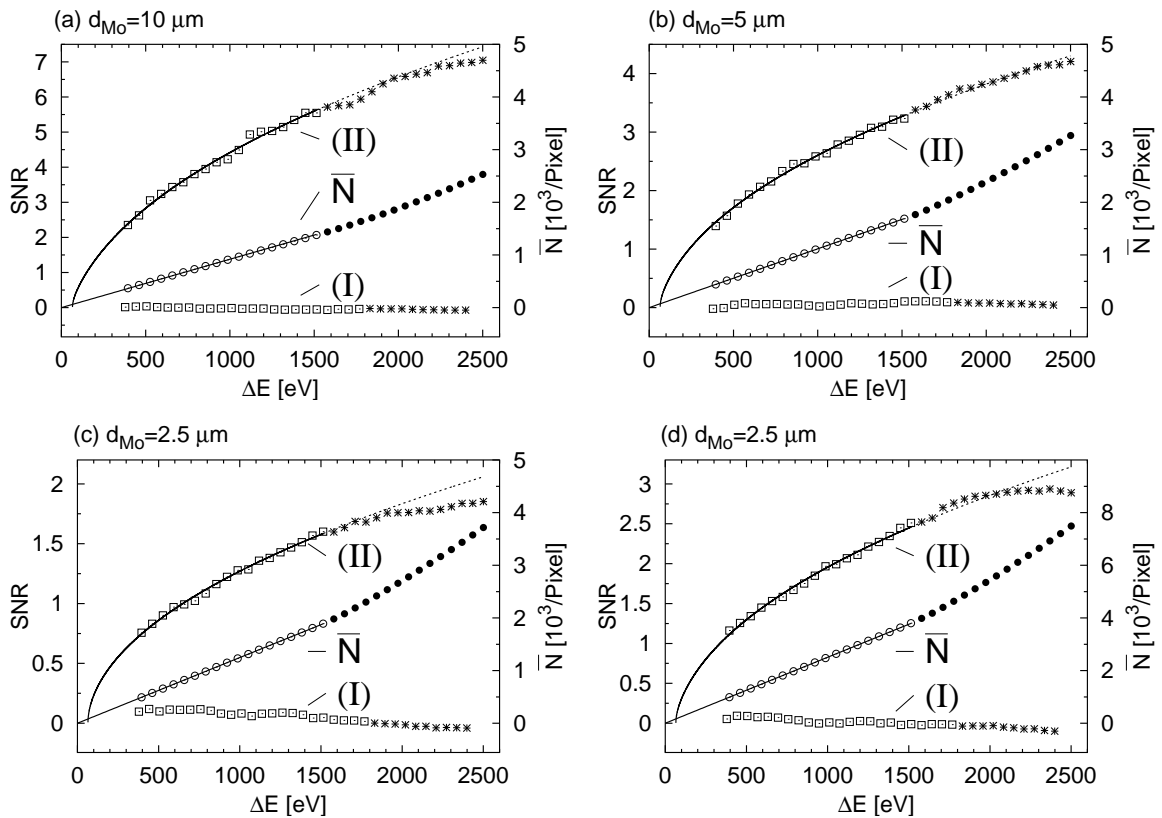 (a) d_Mo=10 μm
SNR
7
6
5
4
3
2
1
0
5
4
3
2
1
0
N̅ [10³/Pixel]
(II)
N̅
(I)
0 500 1000 1500 2000 2500
ΔE [eV]
(b) d_Mo=5 μm
SNR
4
3
2
1
0
5
4
3
2
1
0
N̅ [10³/Pixel]
(II)
N̅
(I)
0 500 1000 1500 2000 2500
ΔE [eV]
(c) d_Mo=2.5 μm
SNR
2
1.5
1
0.5
0
5
4
3
2
1
0
N̅ [10³/Pixel]
(II)
N̅
(I)
0 500 1000 1500 2000 2500
ΔE [eV]
(d) d_Mo=2.5 μm
SNR
3
2.5
2
1.5
1
0.5
0
8
6
4
2
0
N̅ [10³/Pixel]
(II)
N̅
(I)
0 500 1000 1500 2000 2500
ΔE [eV]